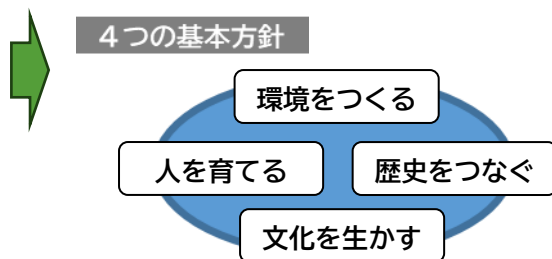 ４つの基本方針
環境をつくる
人を育てる
歴史をつなぐ
文化を生かす